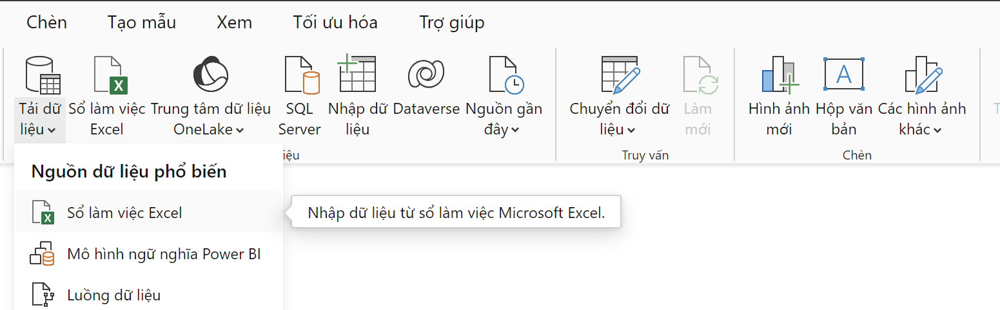 Chèn Tạo mẫu Xem Tối ưu hóa Trợ giúp
Tải dữ liệu
Sổ làm việc Excel
Trung tâm dữ liệu OneLake
SQL Server
Nhập dữ liệu
Dataverse
Nguồn gần đây
Chuyển đổi dữ liệu
Làm mới
Truy vấn
Hình ảnh mới
Hộp văn bản
Các hình ảnh khác
Chèn
Nguồn dữ liệu phổ biến
Sổ làm việc Excel
Nhập dữ liệu từ sổ làm việc Microsoft Excel.
Mô hình ngữ nghĩa Power BI
Luồng dữ liệu